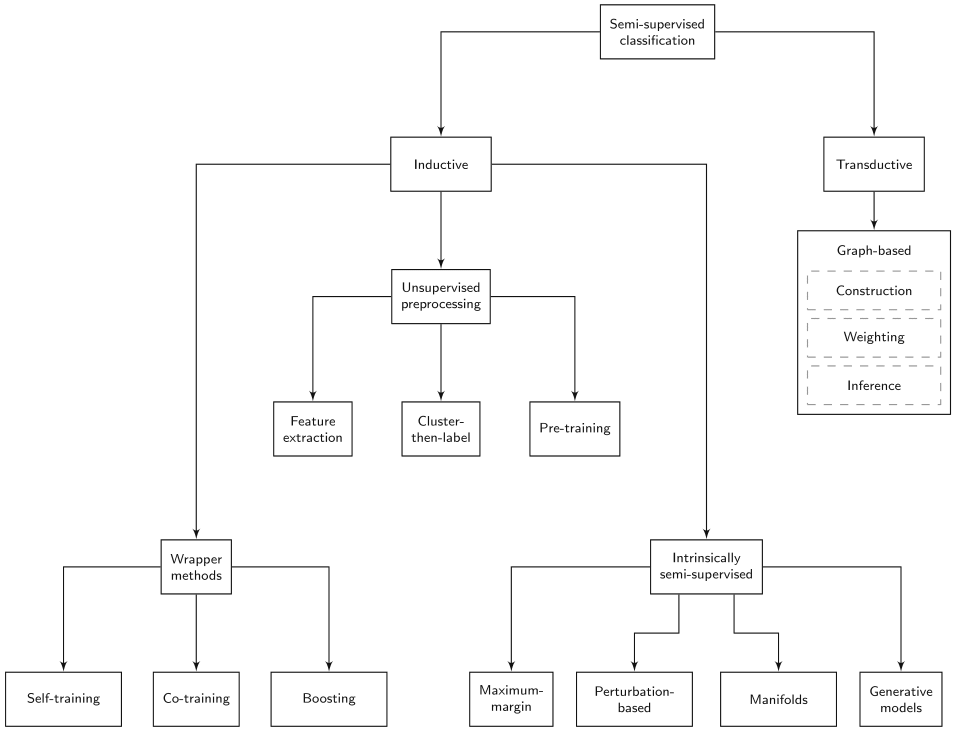 Semi-supervised
classification
Inductive
Transductive
Graph-based
Construction
Weighting
Inference
Unsupervised
preprocessing
Feature
extraction
Cluster-
then-label
Pre-training
Wrapper
methods
Intrinsically
semi-supervised
Self-training
Co-training
Boosting
Maximum-
margin
Perturbation-
based
Manifolds
Generative
models